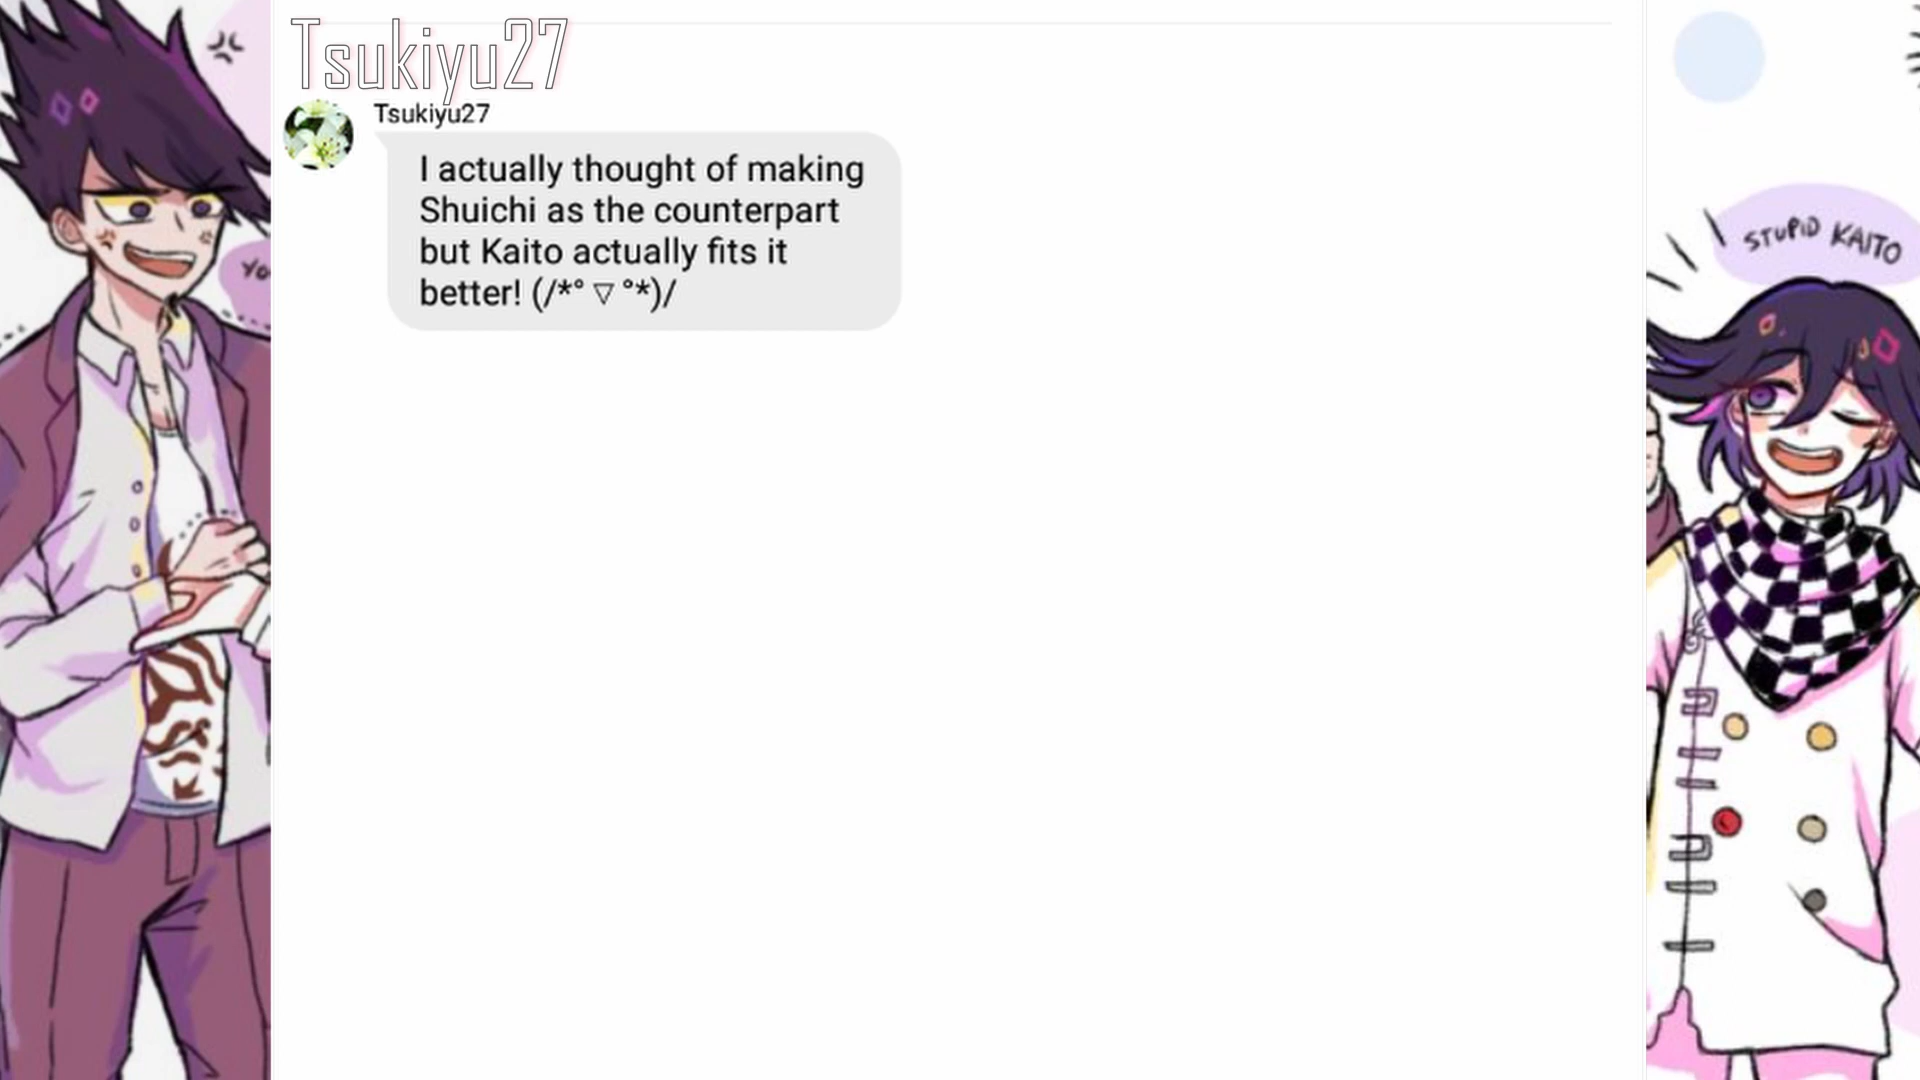 Tsukiyu27
Tsukiyu27
I actually thought of making
Shuichi as the counterpart
but Kaito actually fits it
better! (/*° ▽ °*)/
STUPID KAITO